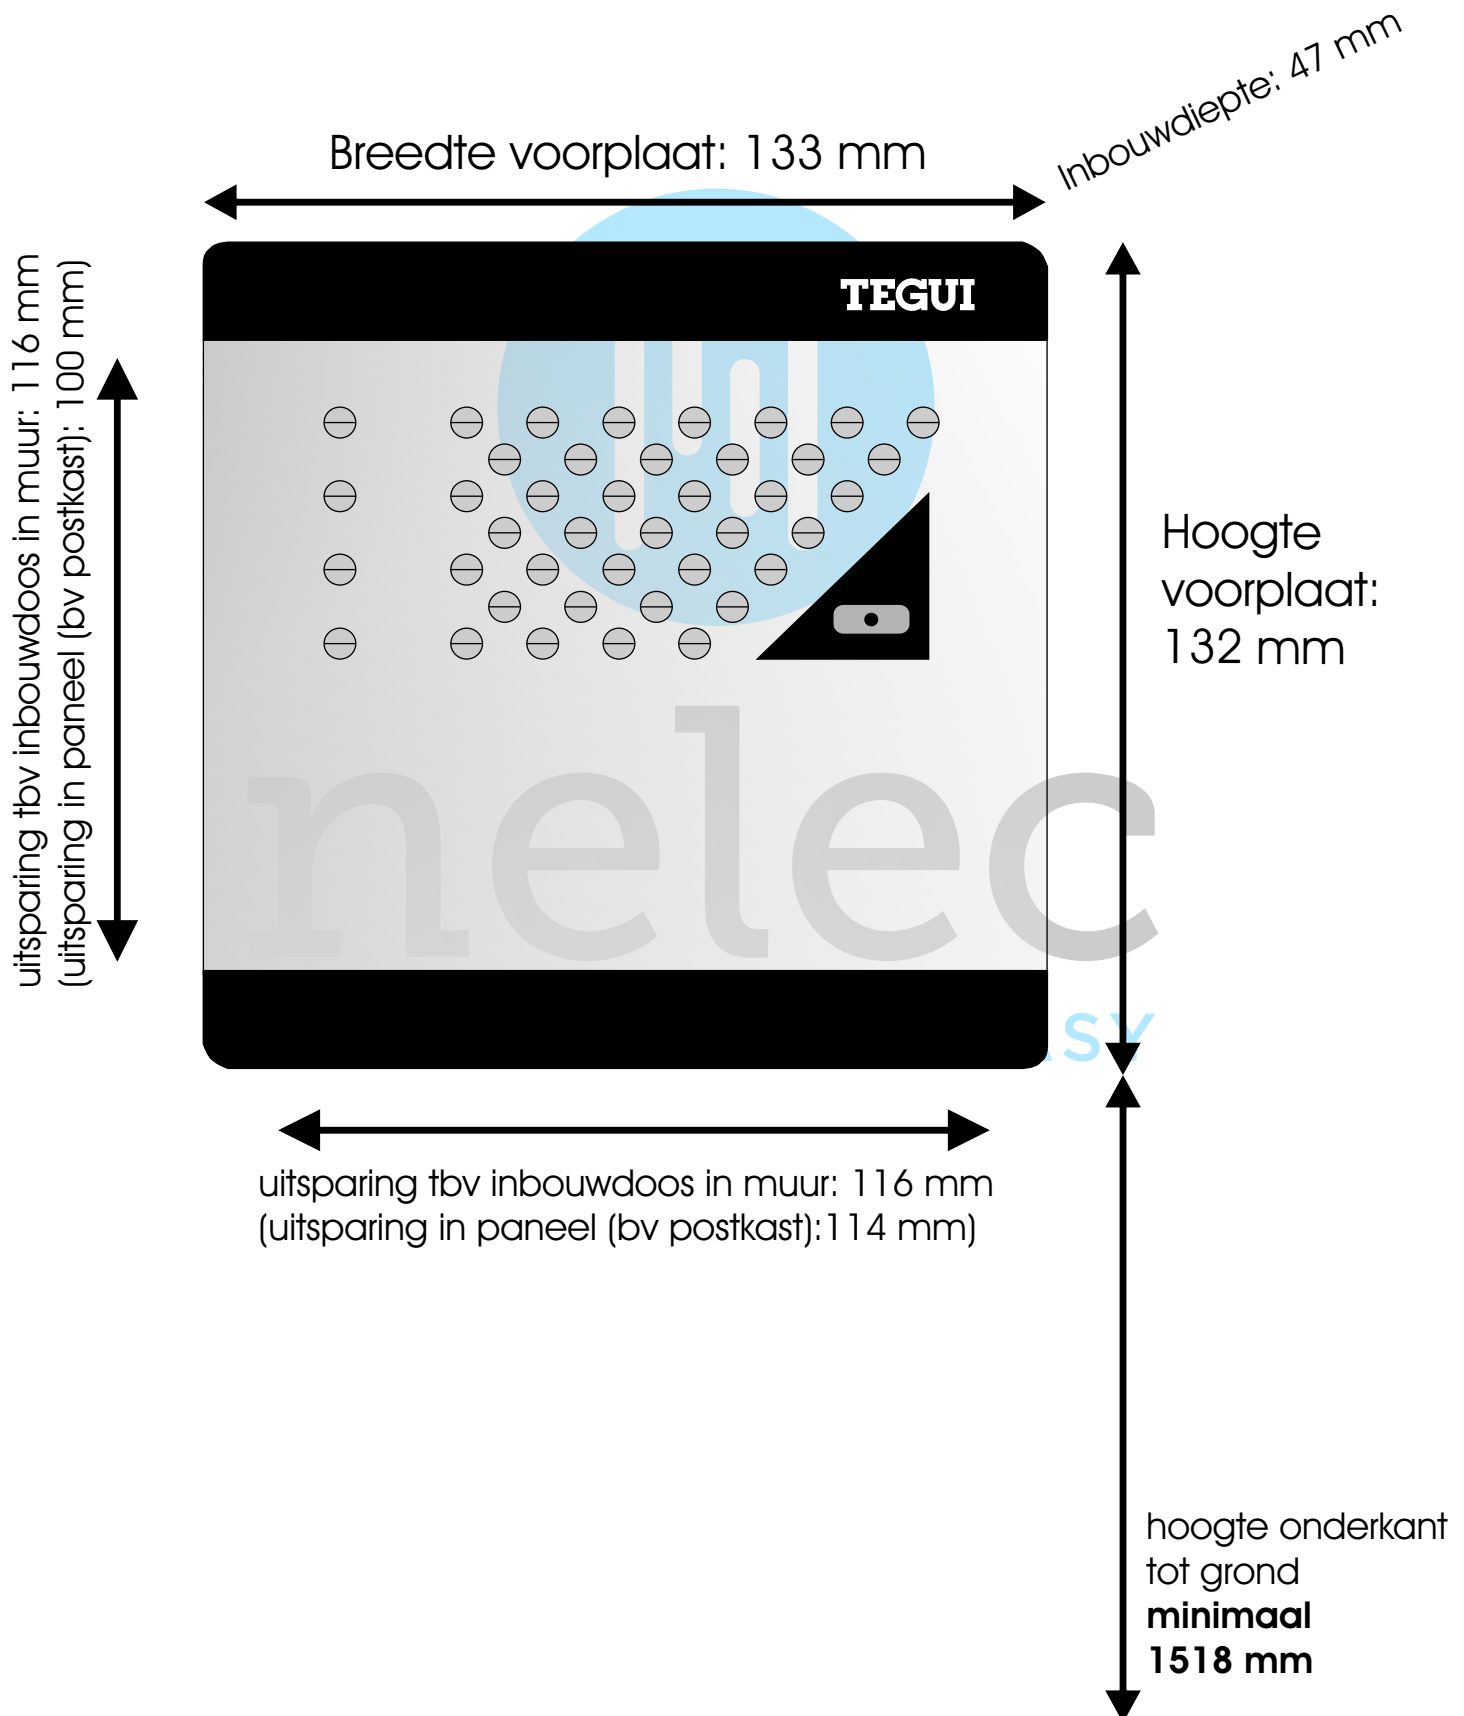 Inbouwdiepte: 47 mm
Breedte voorplaat: 133 mm
TEGUI
uitsparing tbv inbouwdoos in muur: 116 mm
(uitsparing in paneel (bv postkast): 100 mm)
Hoogte
voorplaat:
132 mm
nelec
uitsparing tbv inbouwdoos in muur: 116 mm
(uitsparing in paneel (bv postkast):114 mm)
hoogte onderkant
tot grond
minimaal
1518 mm